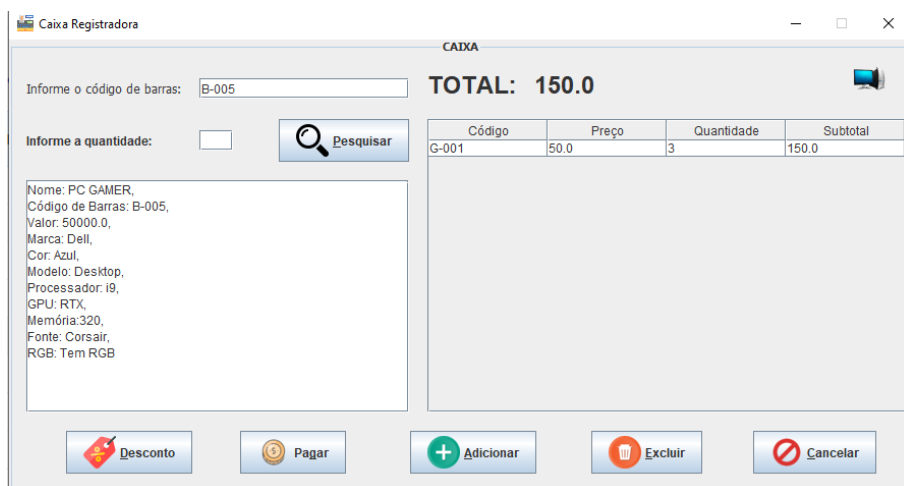 Caixa Registradora
CAIXA
Informe o código de barras: B-005
TOTAL: 150.0
Informe a quantidade:
Pesquisar
Código Preço Quantidade Subtotal
G-001 50.0 3 150.0
Nome: PC GAMER,
Código de Barras: B-005,
Valor: 50000.0,
Marca: Dell,
Cor: Azul,
Modelo: Desktop,
Processador: i9,
GPU: RTX,
Memória:320,
Fonte: Corsair,
RGB: Tem RGB
Desconto Pagar Adicionar Excluir Cancelar